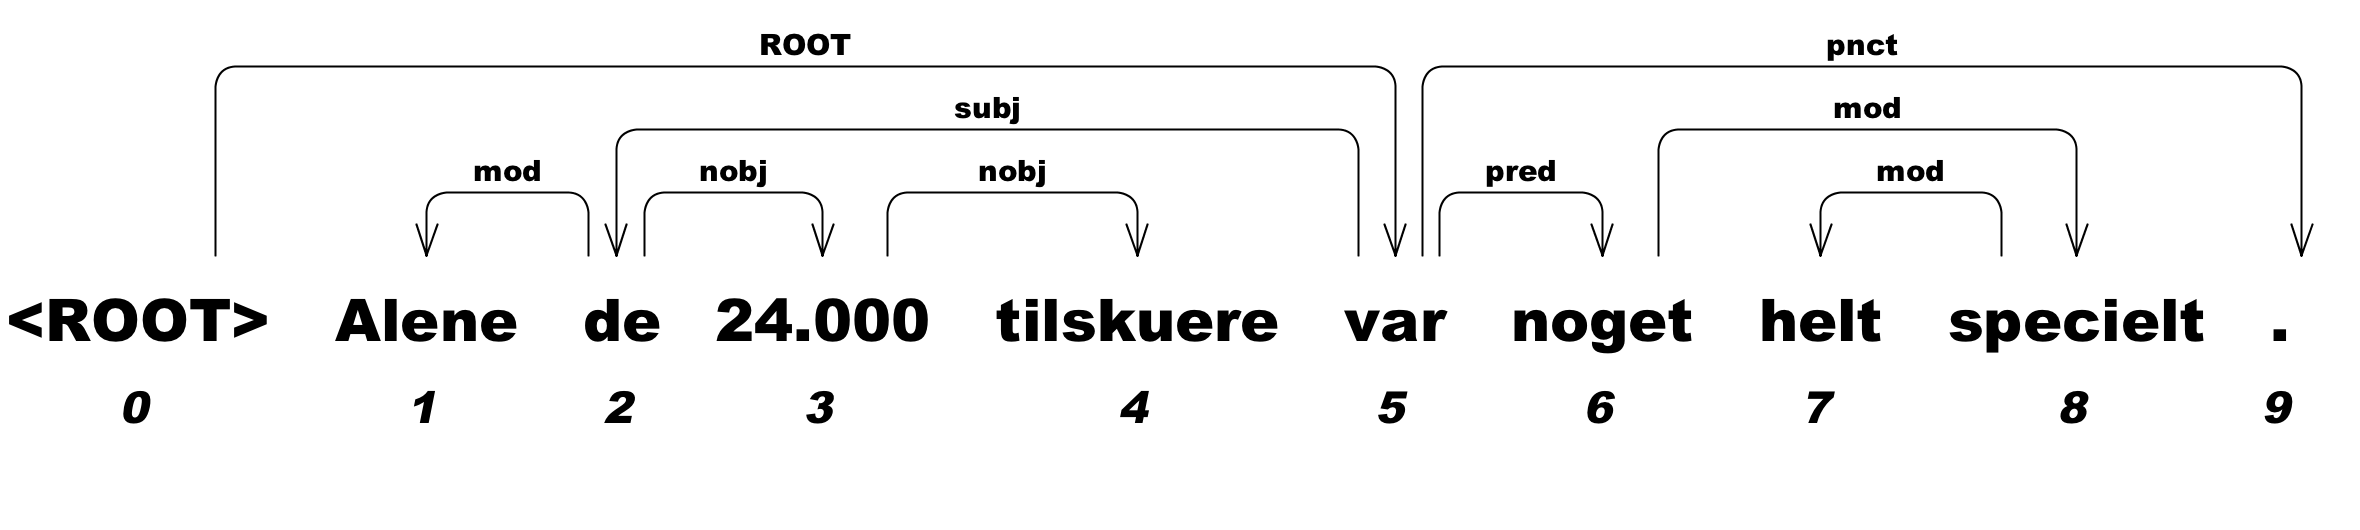 ROOT pnct
subj mod
mod nobj nobj pred mod
<ROOT> Alene de 24.000 tilskuere var noget helt specielt .
0 1 2 3 4 5 6 7 8 9